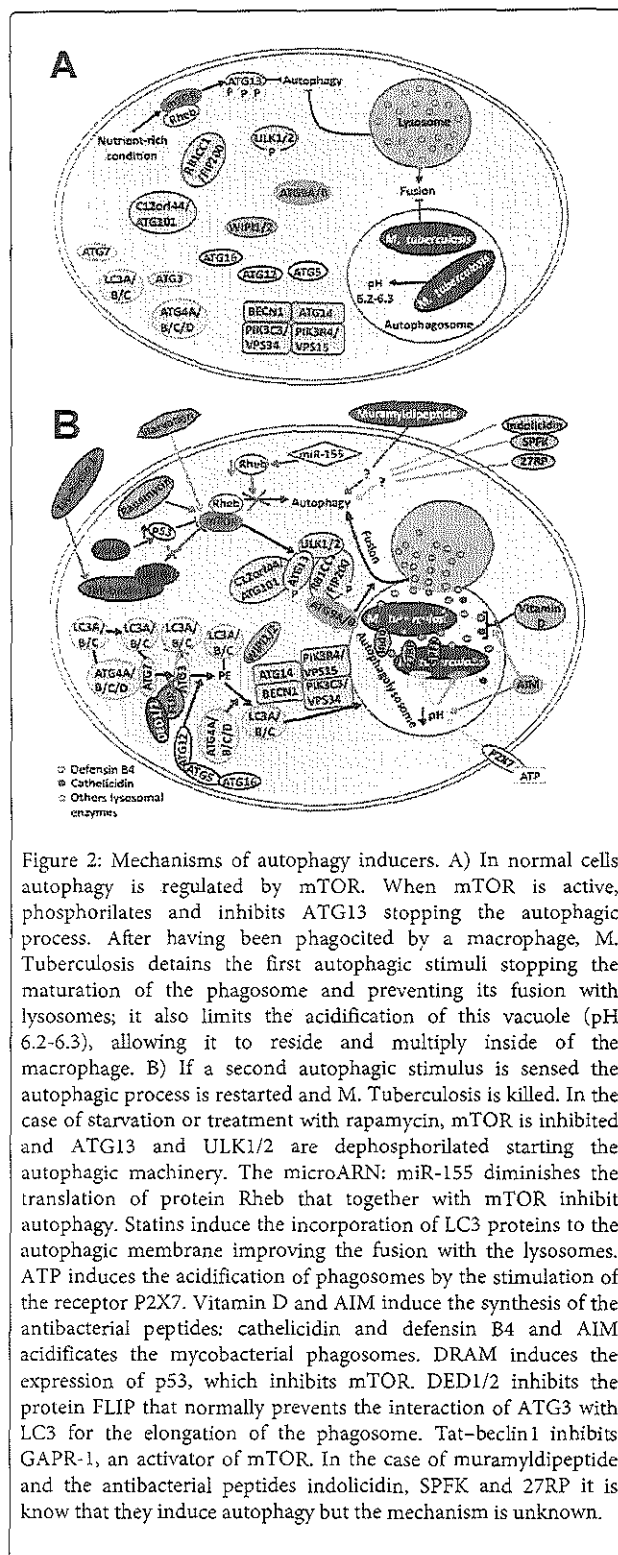 A
ATG13
Autophagy
P P P
mTOR
Rheb
Nutrient-rich
condition
RB1CC1
/FIP200
ULK1/2
P
Lysosome
ATG9A/B
Fusion
C12orf44/
ATG101
WIPI1/2
M. tuberculosis
ATG7
ATG16
LC3A/
B/C
ATG3
ATG12
ATG5
pH
6.2-6.3
M. tuberculosis
Autophagosome
ATG4A/
B/C/D
BECN1
ATG14
PIK3C3/
VPS34
PIK3R4/
VPS15
B
Starvation
Muramyldipeptide
Indolicidin
SPFK
27RP
miR-155
Rheb
?
?
Rapamycin
Rheb
mTOR
Autophagy
P53
Fusion
ULK1/2
C12orf44/
ATG101
ATG13
RB1CC1
/FIP200
ATG9A/B
LC3A/
B/C
LC3A/
B/C
LC3A/
B/C
LC3A/
B/C
WIPI1/2
Vitamin
D
ATG4A/
B/C/D
ATG7
ATG3
PE
ATG14
PIK3R4/
VPS15
BECN1
PIK3C3/
VPS34
Autophagolysosome
AIM
DED1/2
FLIP
ATG4A/
B/C/D
LC3A/
B/C
pH
ATG12
ATG5
ATG16
P2X7
ATP
Defensin B4
Cathelicidin
Others lysosomal
enzymes
Figure 2: Mechanisms of autophagy inducers. A) In normal cells
autophagy is regulated by mTOR. When mTOR is active,
phosphorilates and inhibits ATG13 stopping the autophagic
process. After having been phagocited by a macrophage, M.
Tuberculosis detains the first autophagic stimuli stopping the
maturation of the phagosome and preventing its fusion with
lysosomes; it also limits the acidification of this vacuole (pH
6.2-6.3), allowing it to reside and multiply inside of the
macrophage. B) If a second autophagic stimulus is sensed the
autophagic process is restarted and M. Tuberculosis is killed. In the
case of starvation or treatment with rapamycin, mTOR is inhibited
and ATG13 and ULK1/2 are dephosphorilated starting the
autophagic machinery. The microARN: miR-155 diminishes the
translation of protein Rheb that together with mTOR inhibit
autophagy. Statins induce the incorporation of LC3 proteins to the
autophagic membrane improving the fusion with the lysosomes.
ATP induces the acidification of phagosomes by the stimulation of
the receptor P2X7. Vitamin D and AIM induce the synthesis of the
antibacterial peptides: cathelicidin and defensin B4 and AIM
acidificates the mycobacterial phagosomes. DRAM induces the
expression of p53, which inhibits mTOR. DED1/2 inhibits the
protein FLIP that normally prevents the interaction of ATG3 with
LC3 for the elongation of the phagosome. Tat–beclin1 inhibits
GAPR-1, an activator of mTOR. In the case of muramyldipeptide
and the antibacterial peptides indolicidin, SPFK and 27RP it is
know that they induce autophagy but the mechanism is unknown.